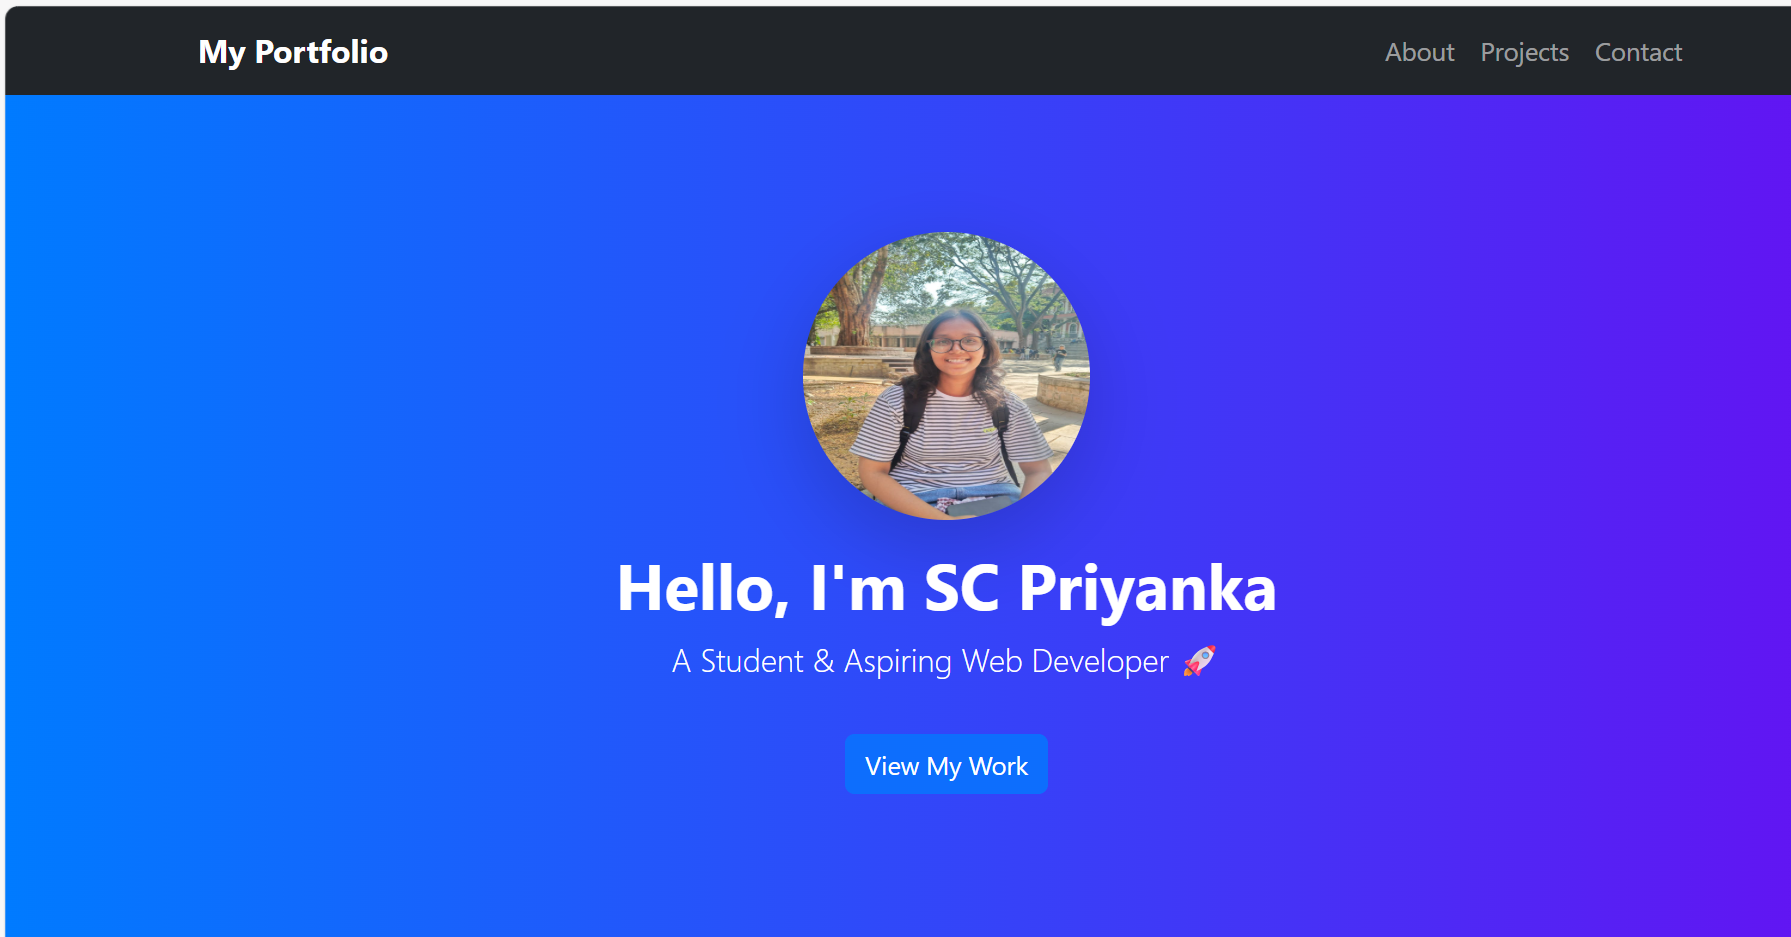 My Portfolio
About Projects Contact
Hello, I'm SC Priyanka
A Student & Aspiring Web Developer 🚀
View My Work